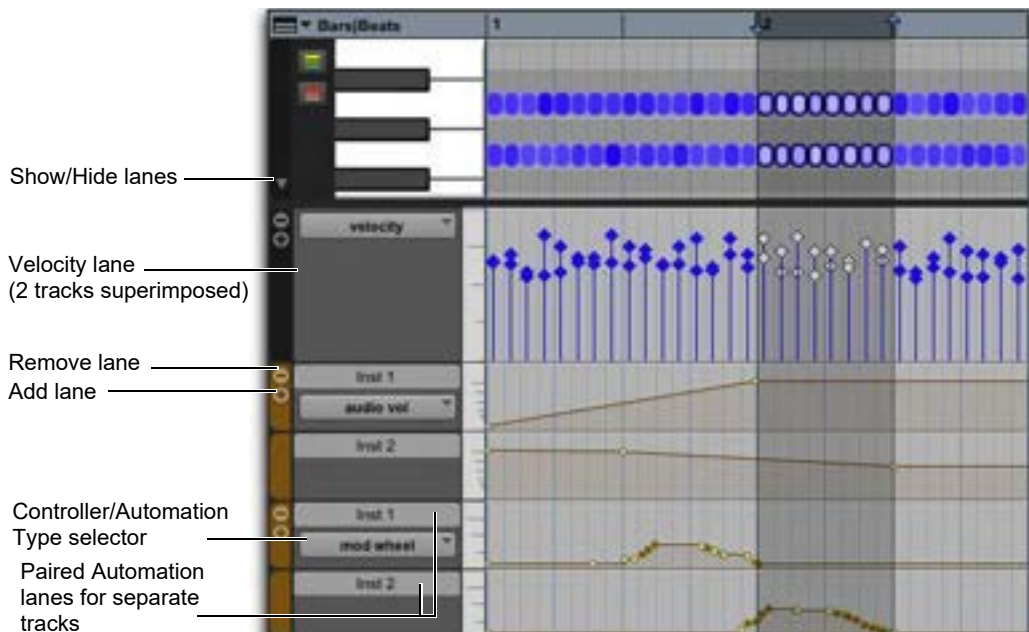 Bars|Beats
1
2
Show/Hide lanes
velocity
Velocity lane
(2 tracks superimposed)
Remove lane
Add lane
Inst 1
audio vol
Inst 2
Controller/Automation
Type selector
Inst 1
mod wheel
Paired Automation
lanes for separate
tracks
Inst 2